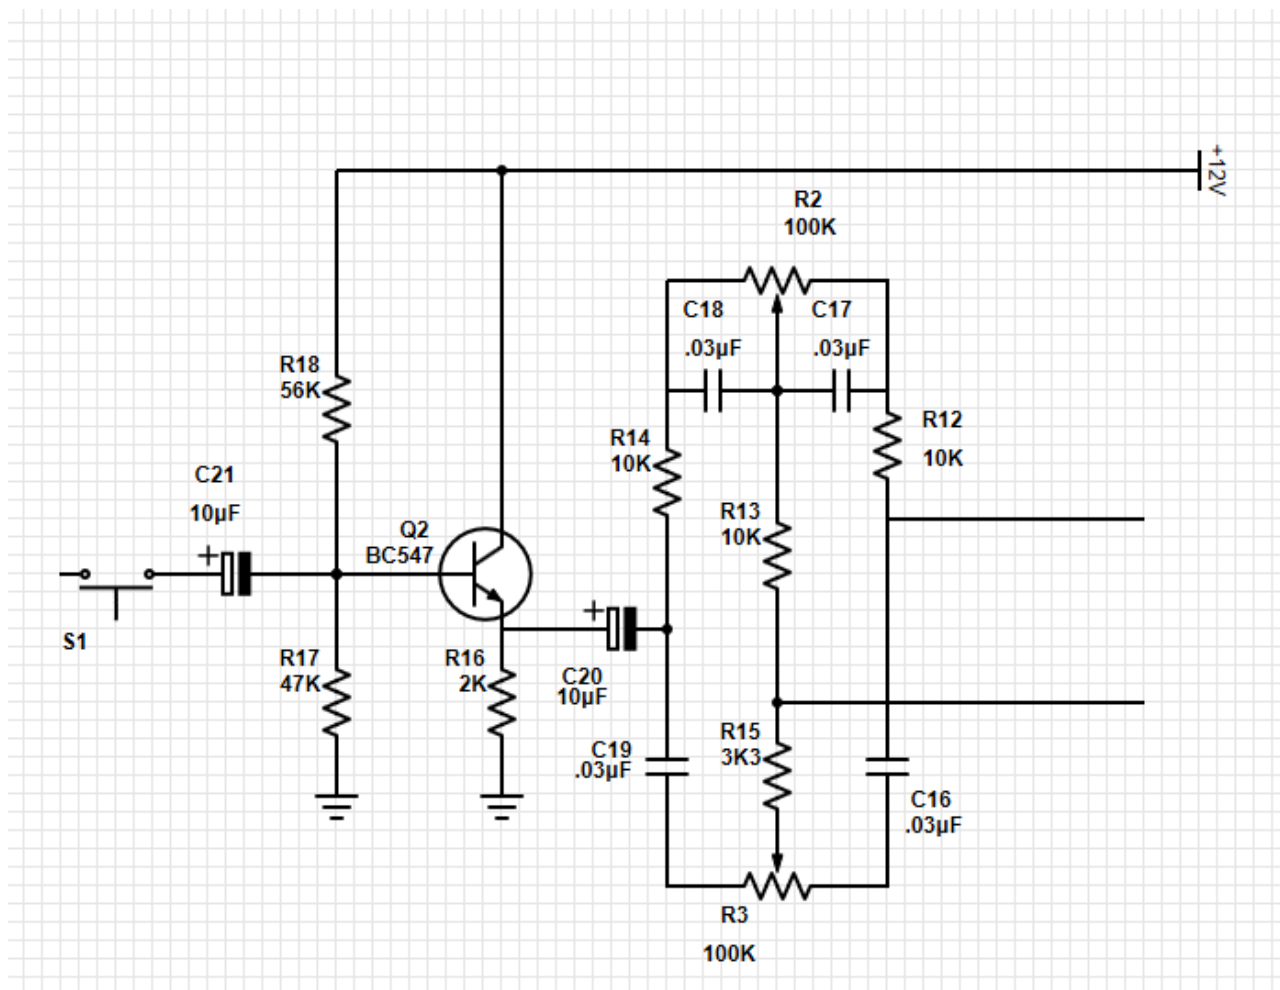 +12V
R2
100K
C18
C17
.03µF
.03µF
R18
56K
R12
10K
R14
10K
C21
10µF
R13
10K
Q2
BC547
+
+
S1
R17
47K
R16
2K
C20
10µF
R15
3K3
C19
.03µF
C16
.03µF
R3
100K